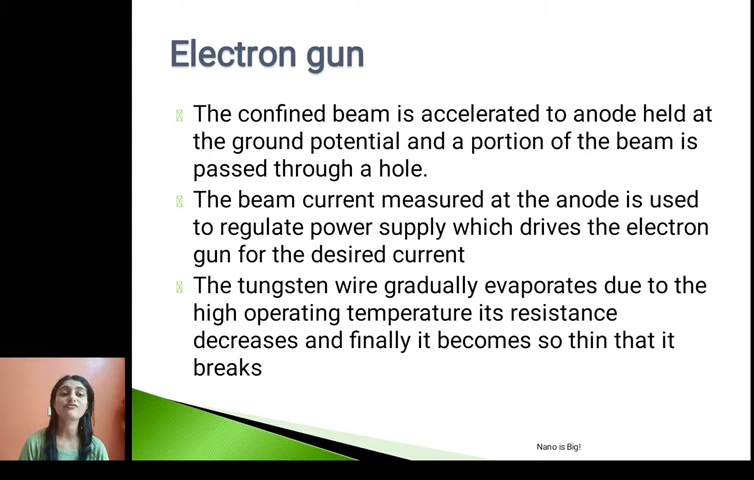 Electron gun
The confined beam is accelerated to anode held at
the ground potential and a portion of the beam is
passed through a hole.
The beam current measured at the anode is used
to regulate power supply which drives the electron
gun for the desired current
The tungsten wire gradually evaporates due to the
high operating temperature its resistance
decreases and finally it becomes so thin that it
breaks
Nano is Big!